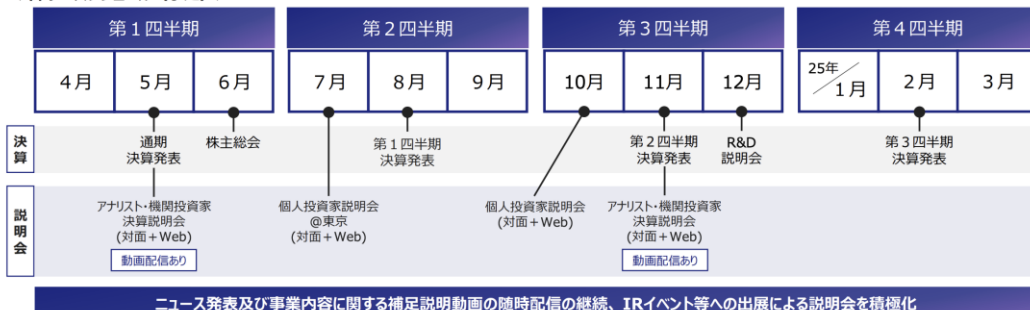 第1四半期
第2四半期
第3四半期
第4四半期
4月
5月
6月
7月
8月
9月
10月
11月
12月
25年/1月
2月
3月
決算
通期
決算発表
株主総会
第1四半期
決算発表
第2四半期
決算発表
R&D
説明会
第3四半期
決算発表
説明会
アナリスト・機関投資家
決算説明会
(対面+Web)
動画配信あり
個人投資家説明会
@東京
(対面+Web)
個人投資家説明会
(対面+Web)
アナリスト・機関投資家
決算説明会
(対面+Web)
動画配信あり
ニュース発表及び事業内容に関する補足説明動画の随時配信の継続、IRイベント等への出展による説明会を積極化